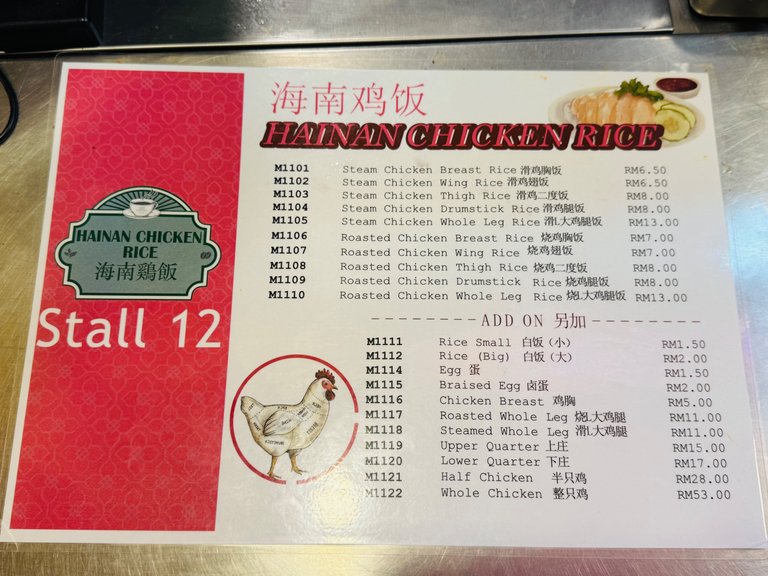 海南鸡饭
HAINAN CHICKEN RICE
HAINAN CHICKEN
RICE
海南鷄飯
Stall 12
M1101 Steam Chicken Breast Rice 滑鸡胸饭 RM6.50
M1102 Steam Chicken Wing Rice 滑鸡翅饭 RM6.50
M1103 Steam Chicken Thigh Rice 滑鸡二度饭 RM8.00
M1104 Steam Chicken Drumstick Rice 滑鸡腿饭 RM8.00
M1105 Steam Chicken Whole Leg Rice 滑L大鸡腿饭 RM13.00
M1106 Roasted Chicken Breast Rice 烧鸡胸饭 RM7.00
M1107 Roasted Chicken Wing Rice 烧鸡翅饭 RM7.00
M1108 Roasted Chicken Thigh Rice 烧鸡二度饭 RM8.00
M1109 Roasted Chicken Drumstick Rice 烧鸡腿饭 RM8.00
M1110 Roasted Chicken Whole Leg Rice 烧L大鸡腿饭 RM13.00
--------ADD ON 另加--------
M1111 Rice Small 白饭（小） RM1.50
M1112 Rice (Big) 白饭（大） RM2.00
M1114 Egg 蛋 RM1.50
M1115 Braised Egg 卤蛋 RM2.00
M1116 Chicken Breast 鸡胸 RM5.00
M1117 Roasted Whole Leg 烧L大鸡腿 RM11.00
M1118 Steamed Whole Leg 滑L大鸡腿 RM11.00
M1119 Upper Quarter 上庄 RM15.00
M1120 Lower Quarter 下庄 RM17.00
M1121 Half Chicken 半只鸡 RM28.00
M1122 Whole Chicken 整只鸡 RM53.00